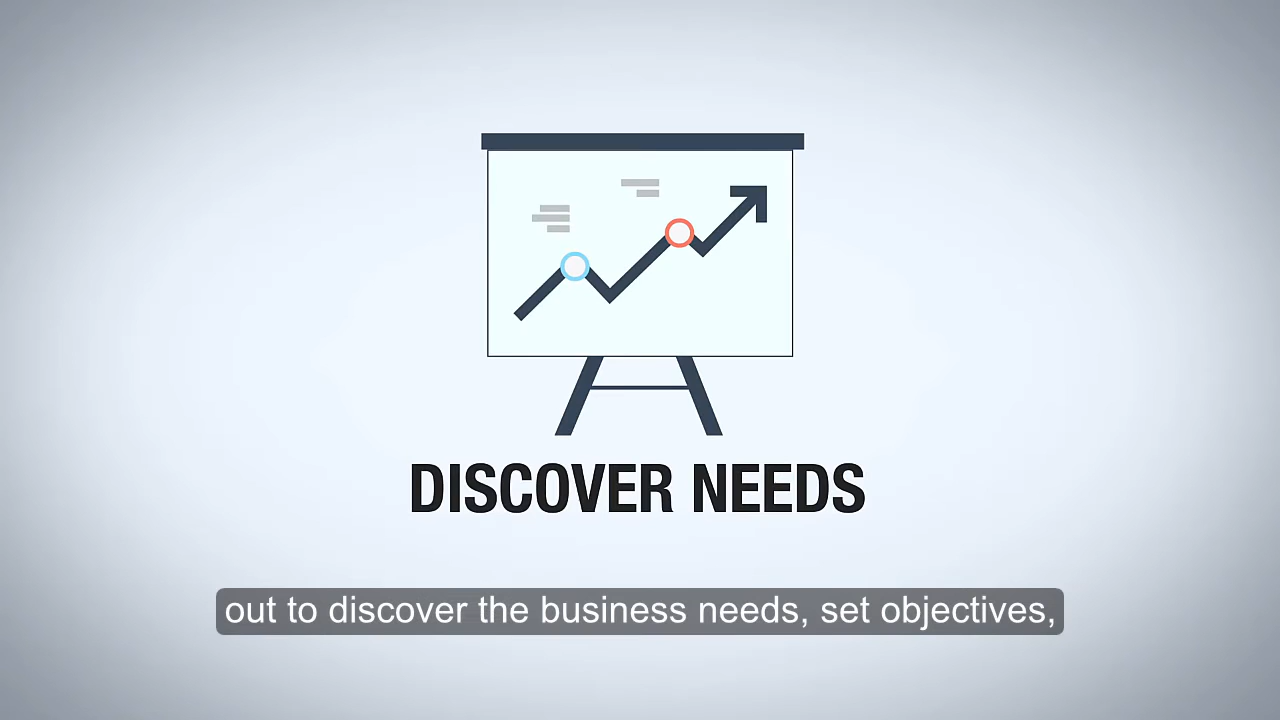 DISCOVER NEEDS
out to discover the business needs, set objectives,